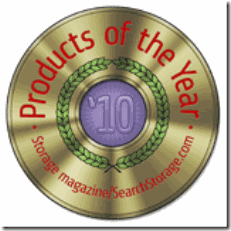 Products of the Year
'10
Storage magazine/SearchStorage.com